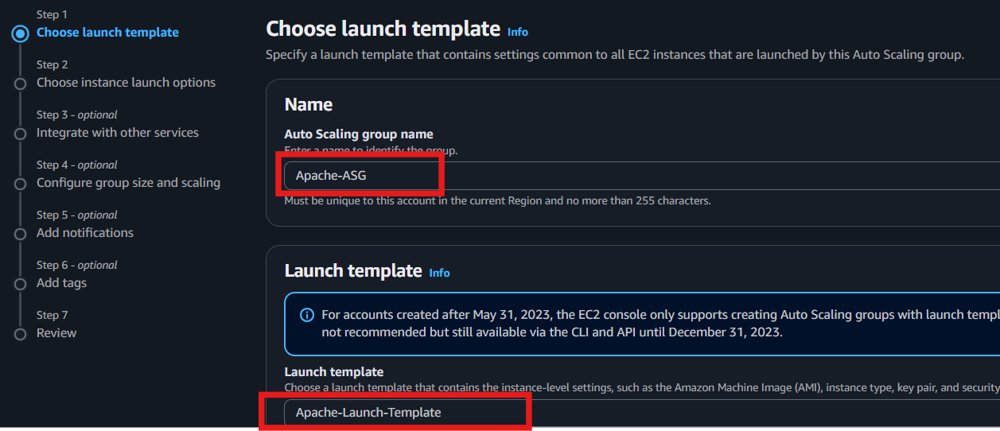 Step 1
Choose launch template
Step 2
Choose instance launch options
Step 3 - optional
Integrate with other services
Step 4 - optional
Configure group size and scaling
Step 5 - optional
Add notifications
Step 6 - optional
Add tags
Step 7
Review
Choose launch template Info
Specify a launch template that contains settings common to all EC2 instances that are launched by this Auto Scaling group.
Name
Auto Scaling group name
Enter a name to identify the group.
Apache-ASG
Must be unique to this account in the current Region and no more than 255 characters.
Launch template Info
For accounts created after May 31, 2023, the EC2 console only supports creating Auto Scaling groups with launch templ
not recommended but still available via the CLI and API until December 31, 2023.
Launch template
Choose a launch template that contains the instance-level settings, such as the Amazon Machine Image (AMI), instance type, key pair, and security
Apache-Launch-Template